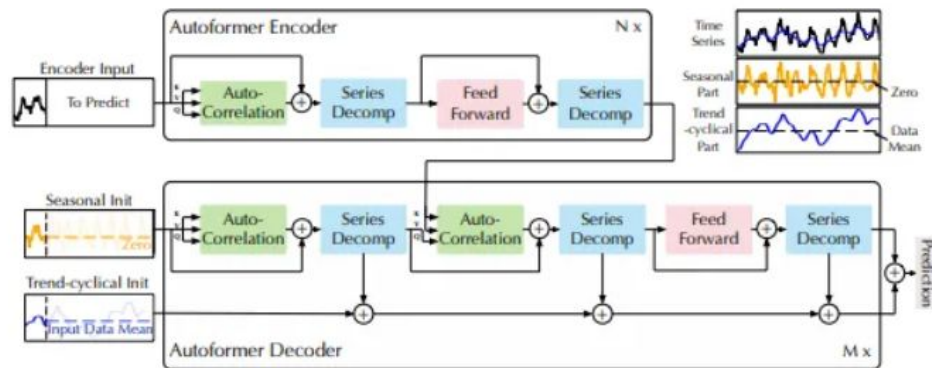 Autoformer Encoder
N x
Encoder Input
To Predict
K
V
Q
Auto-
Correlation
+
Series
Decomp
Feed
Forward
+
Series
Decomp
Time
Series
Seasonal
Part
Zero
Trend
-cyclical
Part
Data
Mean
Seasonal Init
Zero
K
V
Q
Auto-
Correlation
+
Series
Decomp
K
V
Q
Auto-
Correlation
+
Series
Decomp
Feed
Forward
+
Series
Decomp
+
Prediction
Trend-cyclical Init
Input Data Mean
+
+
+
Autoformer Decoder
M x